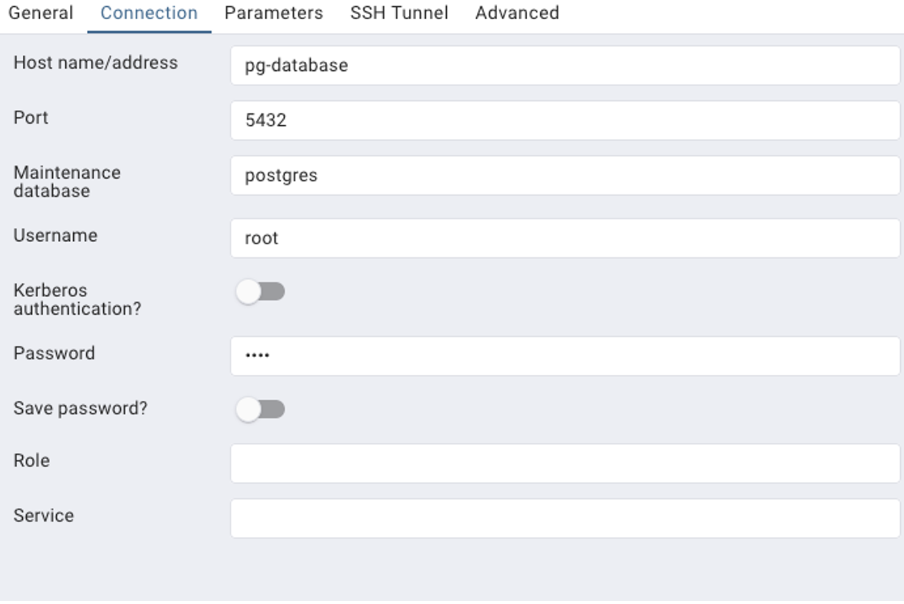 General Connection Parameters SSH Tunnel Advanced
Host name/address pg-database
Port 5432
Maintenance
database postgres
Username root
Kerberos
authentication?
Password ••••
Save password?
Role
Service